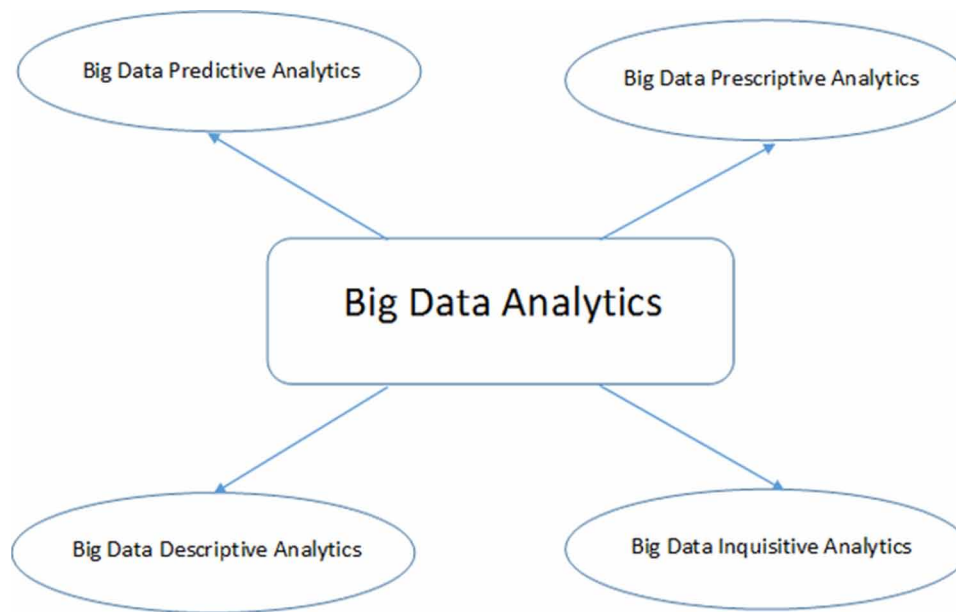 Big Data Predictive Analytics
Big Data Prescriptive Analytics
Big Data Analytics
Big Data Descriptive Analytics
Big Data Inquisitive Analytics